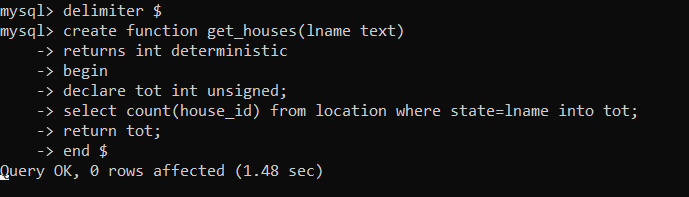 mysql> delimiter $
mysql> create function get_houses(lname text)
    -> returns int deterministic
    -> begin
    -> declare tot int unsigned;
    -> select count(house_id) from location where state=lname into tot;
    -> return tot;
    -> end $
Query OK, 0 rows affected (1.48 sec)